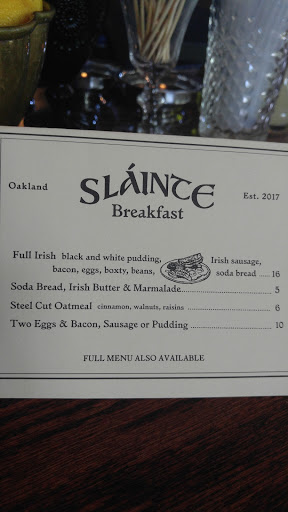 Oakland
SLÁINTE
Est. 2017
Breakfast
Full Irish black and white pudding, Irish sausage,
bacon, eggs, boxty, beans, soda bread ..... 16
Soda Bread, Irish Butter & Marmalade.......................... 5
Steel Cut Oatmeal cinnamon, walnuts, raisins .......................... 6
Two Eggs & Bacon, Sausage or Pudding .......................... 10
FULL MENU ALSO AVAILABLE